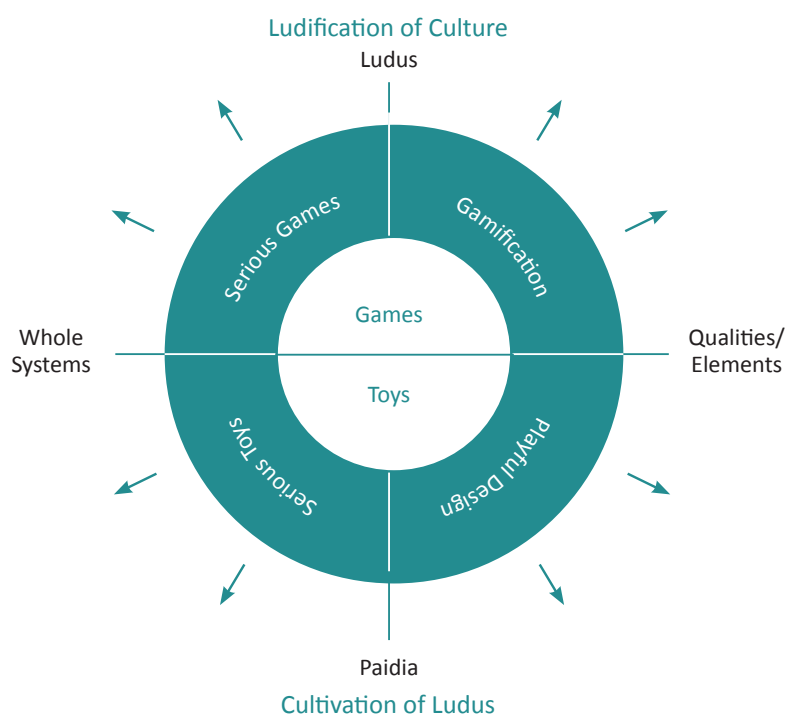 Ludification of Culture
Ludus
Serious Games
Gamification
Games
Whole
Systems
Qualities/
Elements
Toys
Serious Toys
Playful Design
Paidia
Cultivation of Ludus